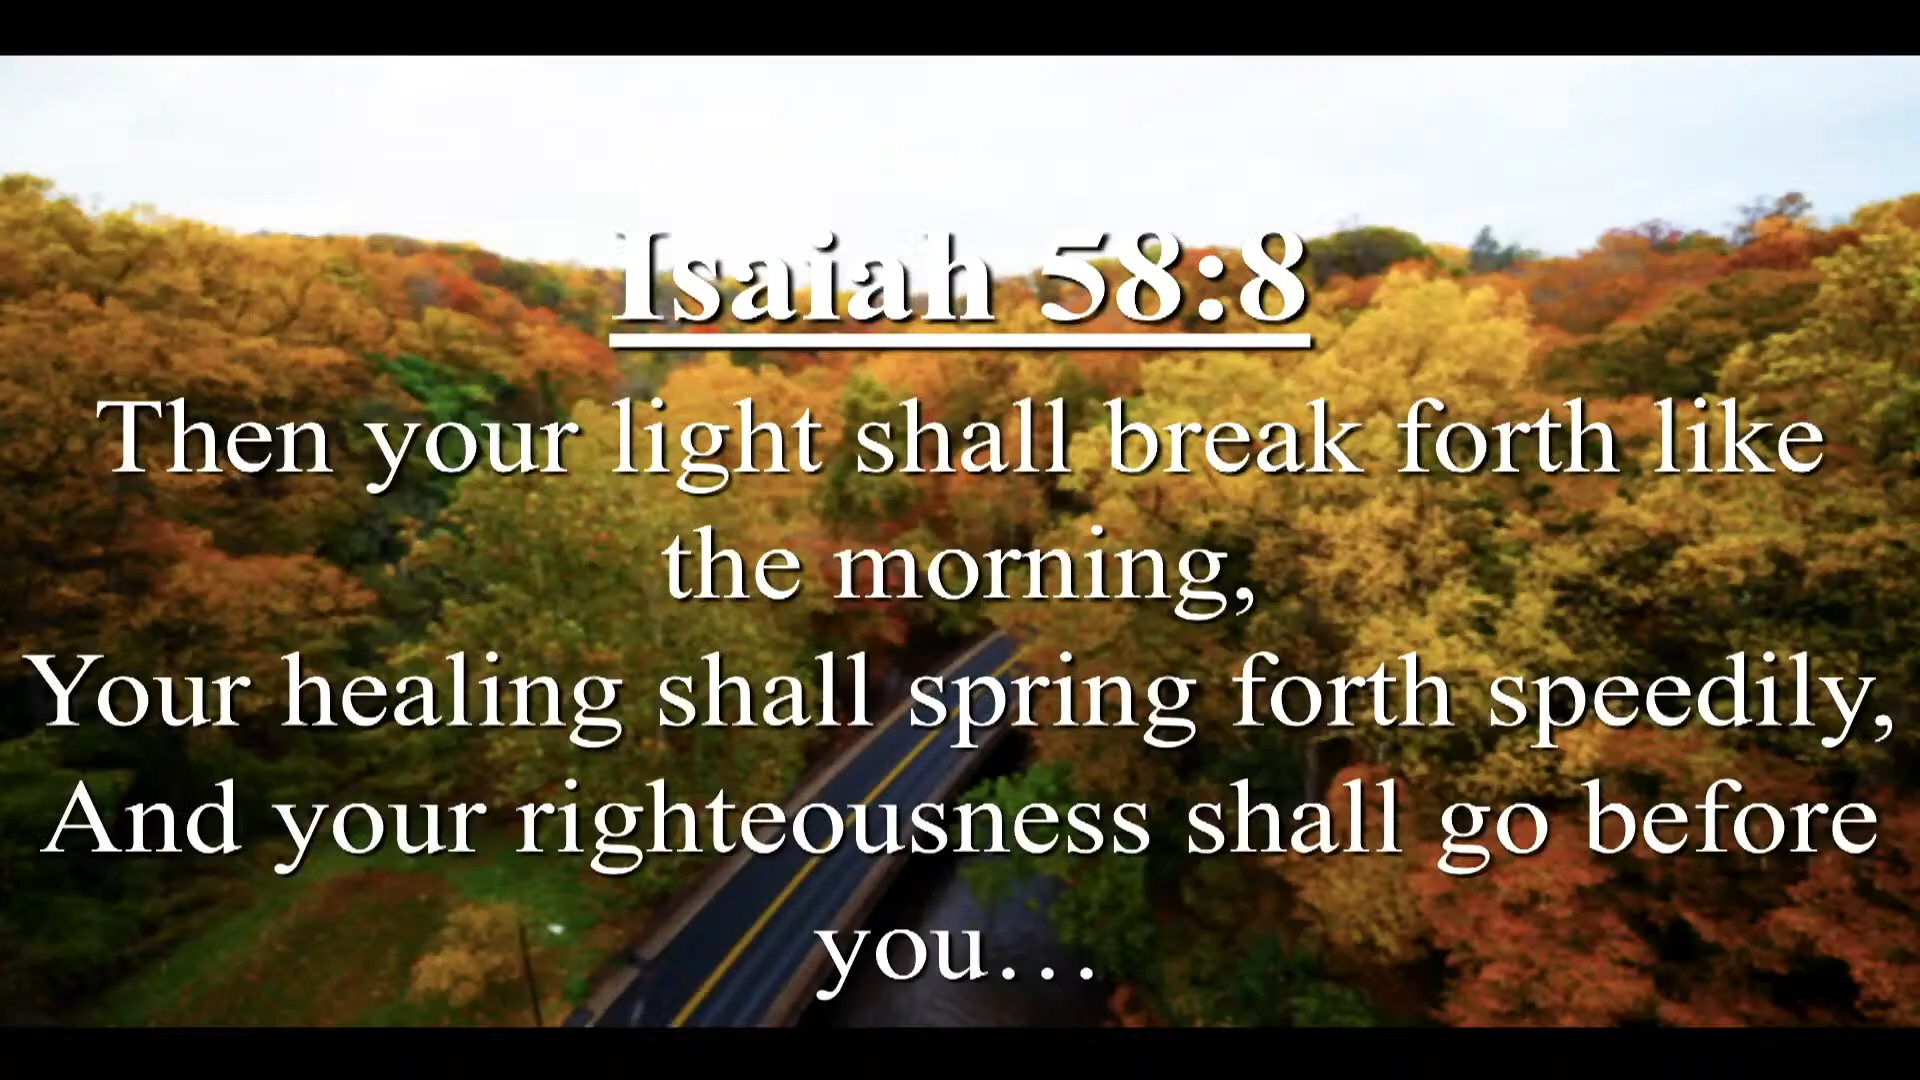 Isaiah 58:8
Then your light shall break forth like
the morning,
Your healing shall spring forth speedily,
And your righteousness shall go before
you…